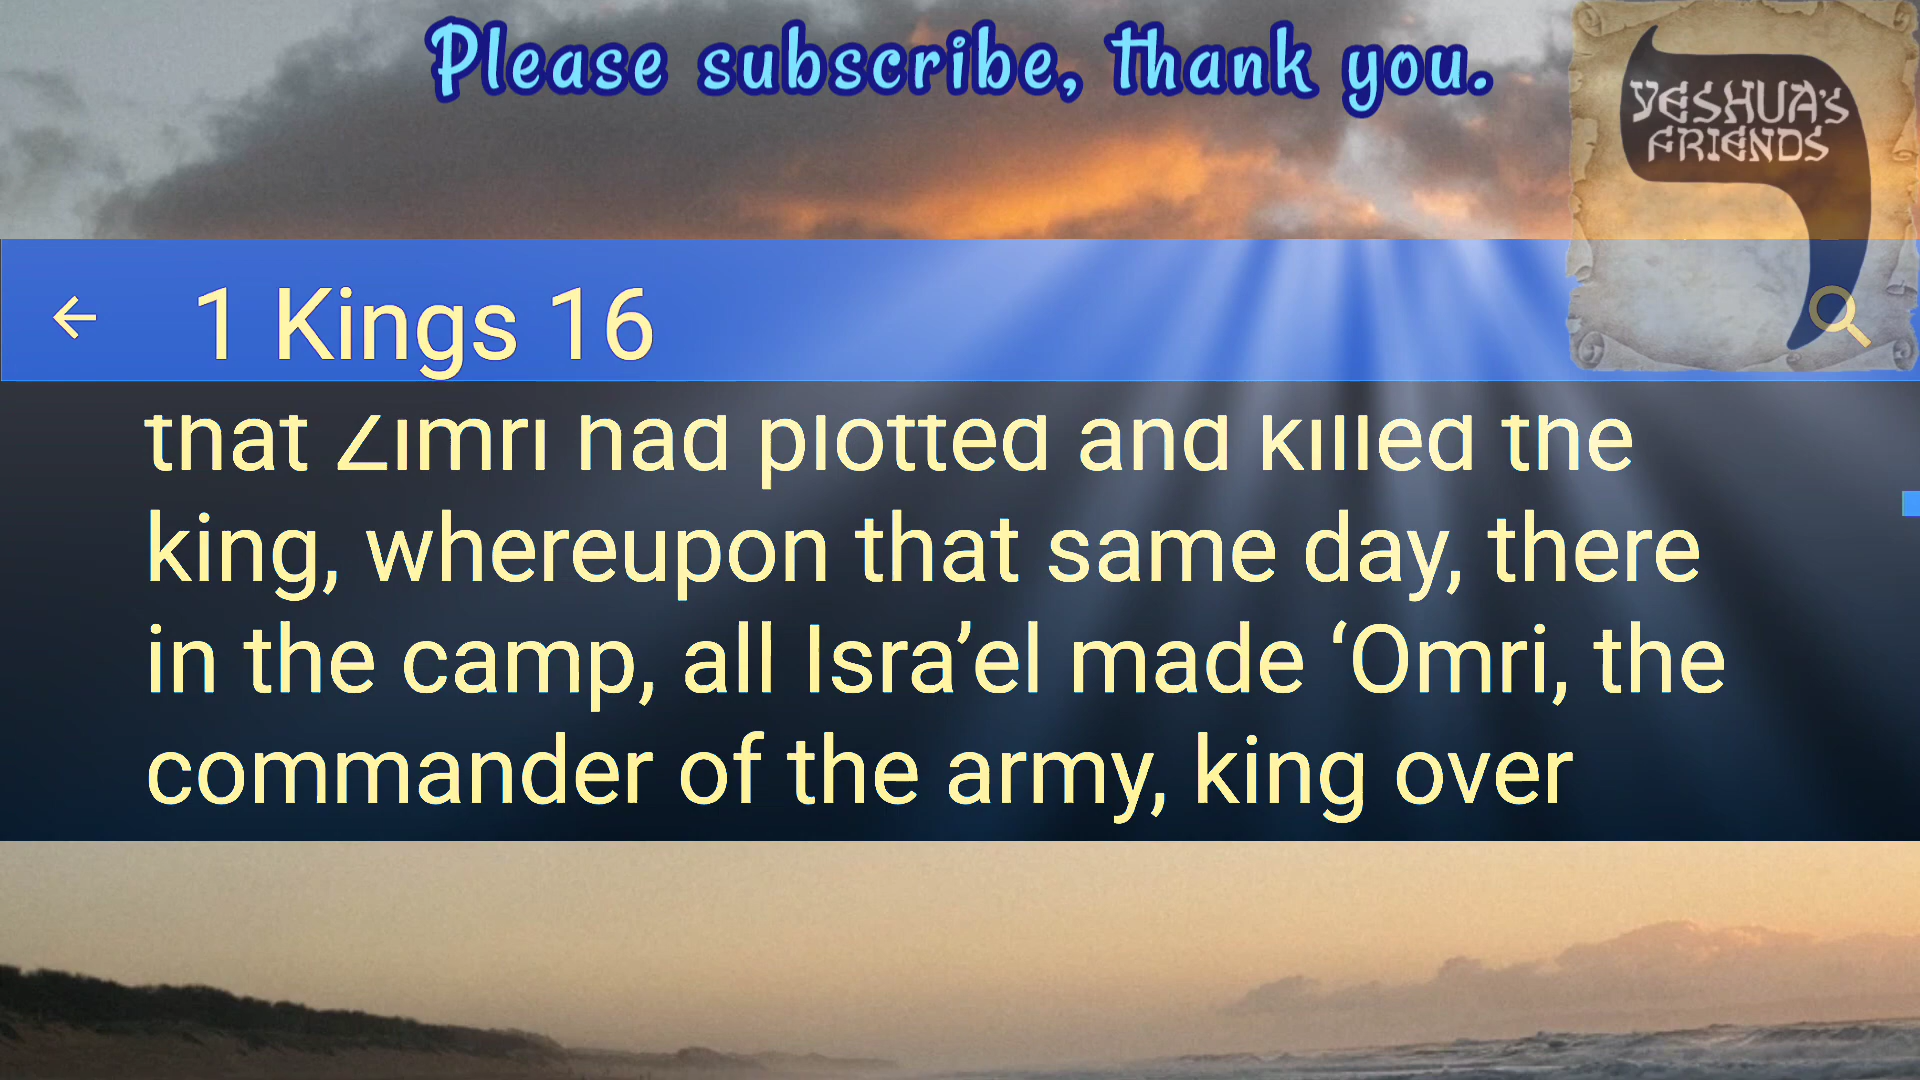 Please subscribe, thank you.
YESHUA'S
FRIENDS
1 Kings 16
that Zimri had plotted and killed the
king, whereupon that same day, there
in the camp, all Isra’el made ‘Omri, the
commander of the army, king over